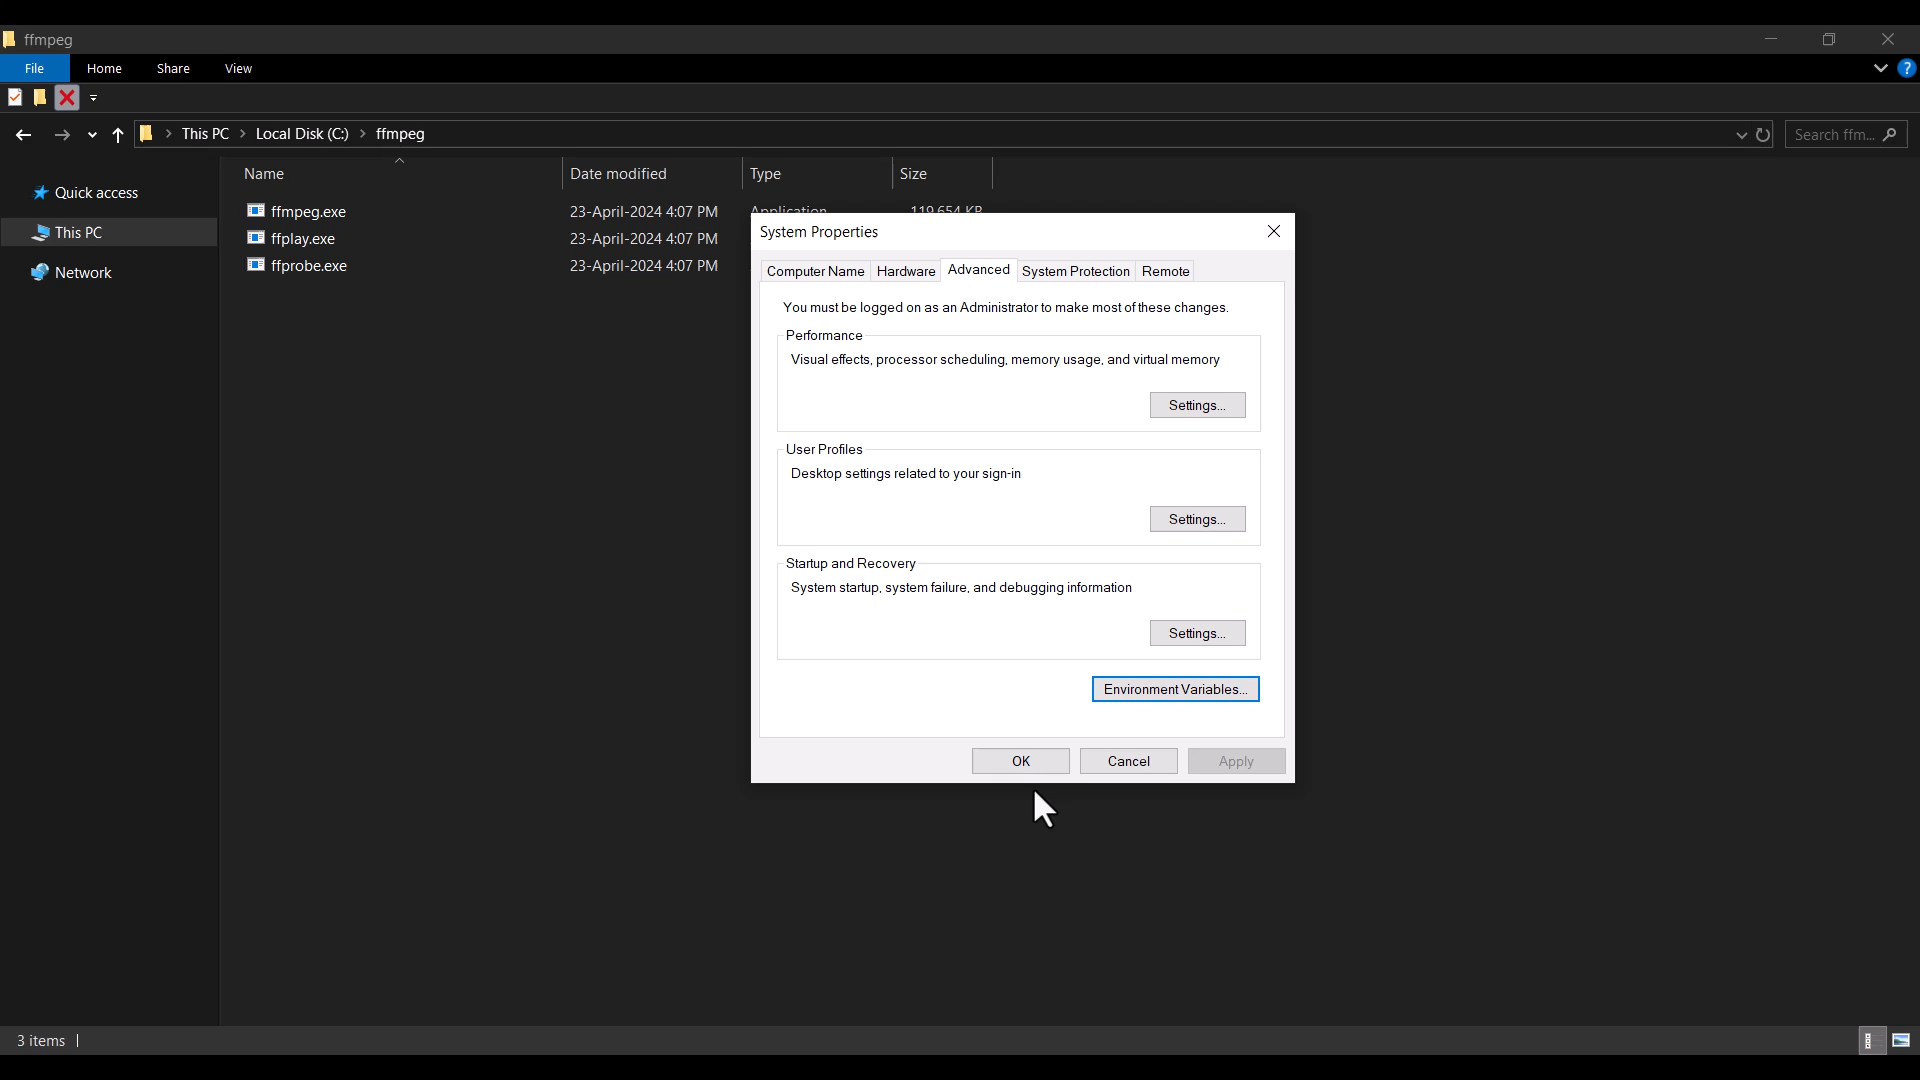 ffmpeg
File Home Share View
?
This PC > Local Disk (C:) > ffmpeg
Search ffm...
Quick access
This PC
Network
Name Date modified Type Size
ffmpeg.exe 23-April-2024 4:07 PM Application 119,654 KB
ffplay.exe 23-April-2024 4:07 PM
ffprobe.exe 23-April-2024 4:07 PM
System Properties
Computer Name Hardware Advanced System Protection Remote
You must be logged on as an Administrator to make most of these changes.
Performance
Visual effects, processor scheduling, memory usage, and virtual memory
Settings...
User Profiles
Desktop settings related to your sign-in
Settings...
Startup and Recovery
System startup, system failure, and debugging information
Settings...
Environment Variables...
OK Cancel Apply
3 items